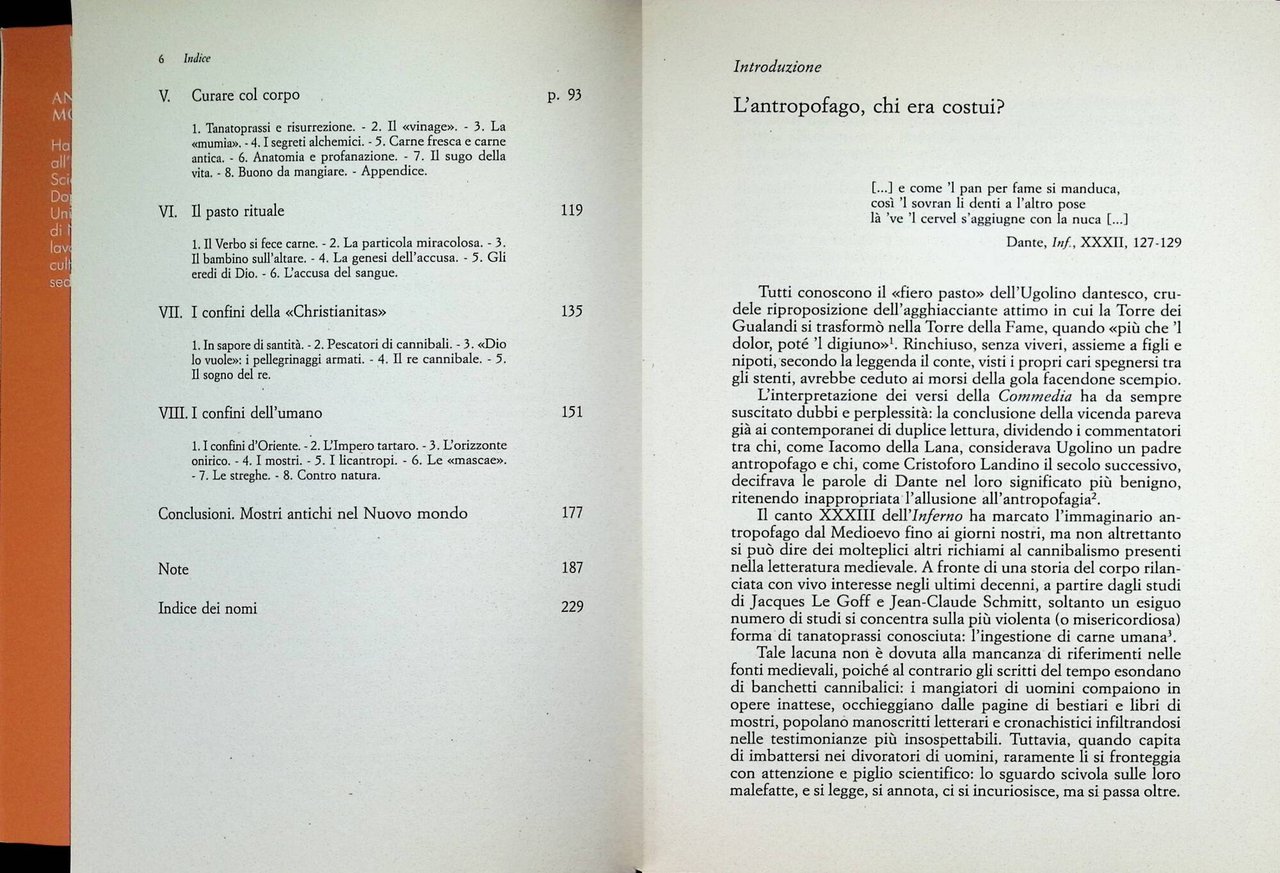 AN
MO
Ha
all'
Sci
Do
Uni
di
lavo
cult
sed
6 Indice
V. Curare col corpo p. 93
1. Tanatoprassi e risurrezione. - 2. Il «vinage». - 3. La
«mumia». - 4. I segreti alchemici. - 5. Carne fresca e carne
antica. - 6. Anatomia e profanazione. - 7. Il sugo della
vita. - 8. Buono da mangiare. - Appendice.
VI. Il pasto rituale 119
1. Il Verbo si fece carne. - 2. La particola miracolosa. - 3.
Il bambino sull'altare. - 4. La genesi dell'accusa. - 5. Gli
eredi di Dio. - 6. L'accusa del sangue.
VII. I confini della «Christianitas» 135
1. In sapore di santità. - 2. Pescatori di cannibali. - 3. «Dio
lo vuole»: i pellegrinaggi armati. - 4. Il re cannibale. - 5.
Il sogno del re.
VIII. I confini dell'umano 151
1. I confini d'Oriente. - 2. L'Impero tartaro. - 3. L'orizzonte
onirico. - 4. I mostri. - 5. I licantropi. - 6. Le «mascae».
- 7. Le streghe. - 8. Contro natura.
Conclusioni. Mostri antichi nel Nuovo mondo 177
Note 187
Indice dei nomi 229
Introduzione
L'antropofago, chi era costui?
[...] e come 'l pan per fame si manduca,
così 'l sovran li denti a l'altro pose
là 've 'l cervel s'aggiugne con la nuca [...]
Dante, Inf., XXXII, 127-129
Tutti conoscono il «fiero pasto» dell'Ugolino dantesco, cru-
dele riproposizione dell'agghiacciante attimo in cui la Torre dei
Gualandi si trasformò nella Torre della Fame, quando «più che 'l
dolor, poté 'l digiuno»¹. Rinchiuso, senza viveri, assieme a figli e
nipoti, secondo la leggenda il conte, visti i propri cari spegnersi tra
gli stenti, avrebbe ceduto ai morsi della gola facendone scempio.
L'interpretazione dei versi della Commedia ha da sempre
suscitato dubbi e perplessità: la conclusione della vicenda pareva
già ai contemporanei di duplice lettura, dividendo i commentatori
tra chi, come Iacomo della Lana, considerava Ugolino un padre
antropofago e chi, come Cristoforo Landino il secolo successivo,
decifrava le parole di Dante nel loro significato più benigno,
ritenendo inappropriata l'allusione all'antropofagia².
Il canto XXXIII dell'Inferno ha marcato l'immaginario an-
tropofago dal Medioevo fino ai giorni nostri, ma non altrettanto
si può dire dei molteplici altri richiami al cannibalismo presenti
nella letteratura medievale. A fronte di una storia del corpo rilan-
ciata con vivo interesse negli ultimi decenni, a partire dagli studi
di Jacques Le Goff e Jean-Claude Schmitt, soltanto un esiguo
numero di studi si concentra sulla più violenta (o misericordiosa)
forma di tanatoprassi conosciuta: l'ingestione di carne umana³.
Tale lacuna non è dovuta alla mancanza di riferimenti nelle
fonti medievali, poiché al contrario gli scritti del tempo esondano
di banchetti cannibalici: i mangiatori di uomini compaiono in
opere inattese, occhieggiano dalle pagine di bestiari e libri di
mostri, popolano manoscritti letterari e cronachistici infiltrandosi
nelle testimonianze più insospettabili. Tuttavia, quando capita
di imbattersi nei divoratori di uomini, raramente li si fronteggia
con attenzione e piglio scientifico: lo sguardo scivola sulle loro
malefatte, e si legge, si annota, ci si incuriosisce, ma si passa oltre.